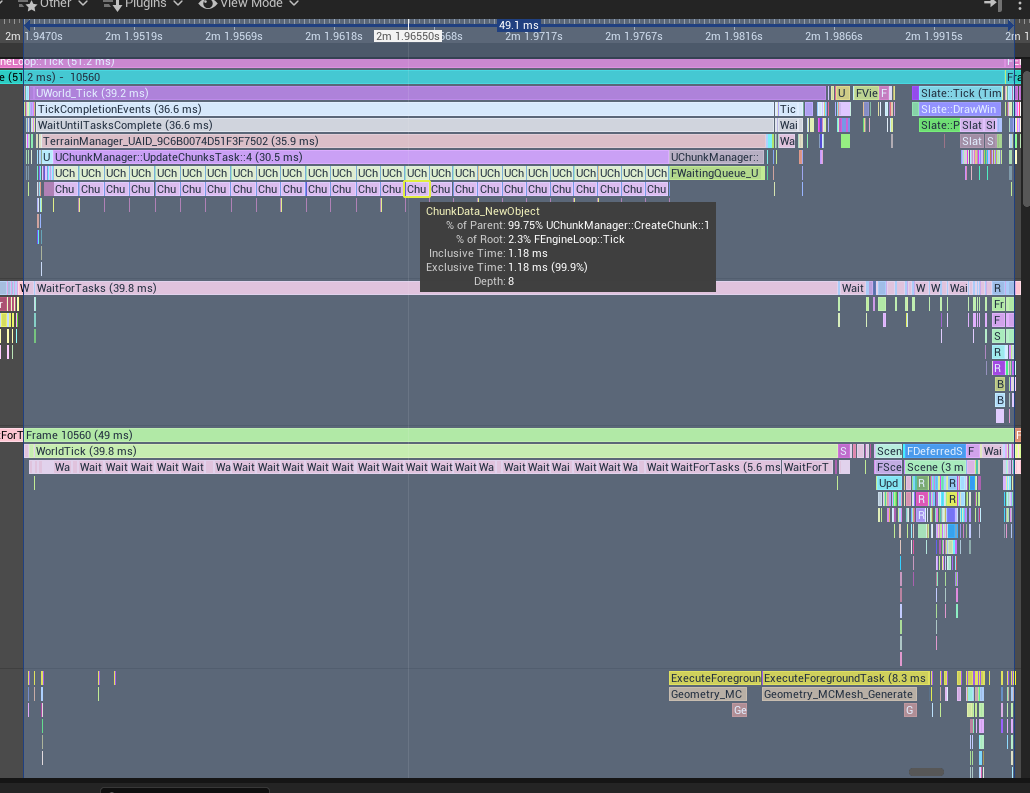 Other Plugins View Mode
49.1 ms
2m 1.9470s 2m 1.9519s 2m 1.9569s 2m 1.9618s 2m 1.96550s 668s 2m 1.9717s 2m 1.9767s 2m 1.9816s 2m 1.9866s 2m 1.9915s 2m 1
neLoop::Tick (51.2 ms)
e (51.2 ms) - 10560 Fra
UWorld_Tick (39.2 ms) U FVie F Slate::Tick (Tim
TickCompletionEvents (36.6 ms) Tic Slate::DrawWin
WaitUntilTasksComplete (36.6 ms) Wai Slate::P Slat Sl
TerrainManager_UAID_9C6B0074D51F3F7502 (35.9 ms) Wa Slat S
U UChunkManager::UpdateChunksTask::4 (30.5 ms) UChunkManager::
UCh UCh UCh UCh UCh UCh UCh UCh UCh UCh UCh UCh UCh UCh UCh UCh UCh UCh UCh UCh UCh UCh UCh UCh UCh FWaitingQueue_U
Chu Chu Chu Chu Chu Chu Chu Chu Chu Chu Chu Chu Chu Chu Chu Chu Chu Chu Chu Chu Chu Chu Chu Chu Chu
ChunkData_NewObject
% of Parent: 99.75% UChunkManager::CreateChunk::1
% of Root: 2.3% FEngineLoop::Tick
Inclusive Time: 1.18 ms
Exclusive Time: 1.18 ms (99.9%)
Depth: 8
W WaitForTasks (39.8 ms) Wait W W Wai R
r Fr
F
S
R
R
B
B
ForT Frame 10560 (49 ms) F
WorldTick (39.8 ms) S Scen FDeferredS F Wai
Wa Wait Wait Wait Wait Wa Wait Wait Wait Wait Wait Wait Wait Wait Wait Wait Wa Wait Wait Wai Wait Wait Wa Wait WaitForTasks (5.6 ms WaitForT FSce Scene (3 m
Upd R R
R R
R
ExecuteForegroun ExecuteForegroundTask (8.3 ms
Geometry_MC Geometry_MCMesh_Generate
Ge G